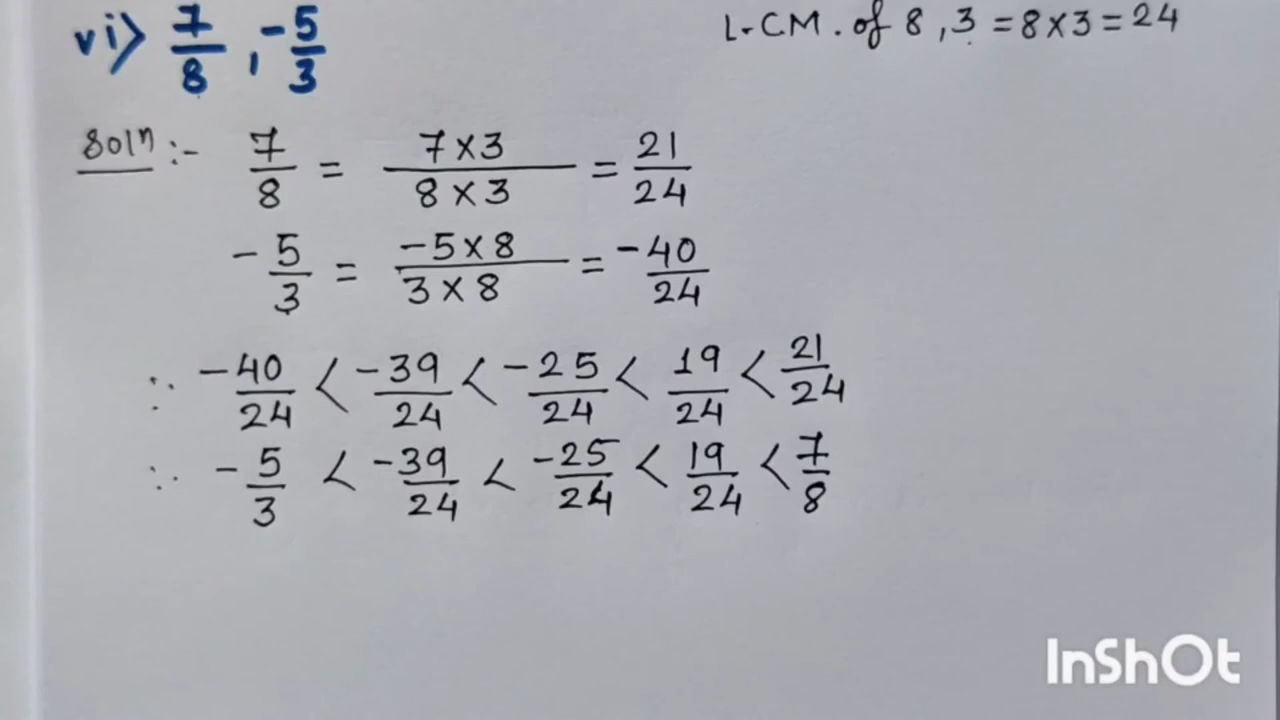 vi) 7/8, -5/3
L.CM. of 8, 3 = 8×3 = 24
Soln :- 7/8 = 7×3/8×3 = 21/24
-5/3 = -5×8/3×8 = -40/24
∴ -40/24 < -39/24 < -25/24 < 19/24 < 21/24
∴ -5/3 < -39/24 < -25/24 < 19/24 < 7/8
InShOt